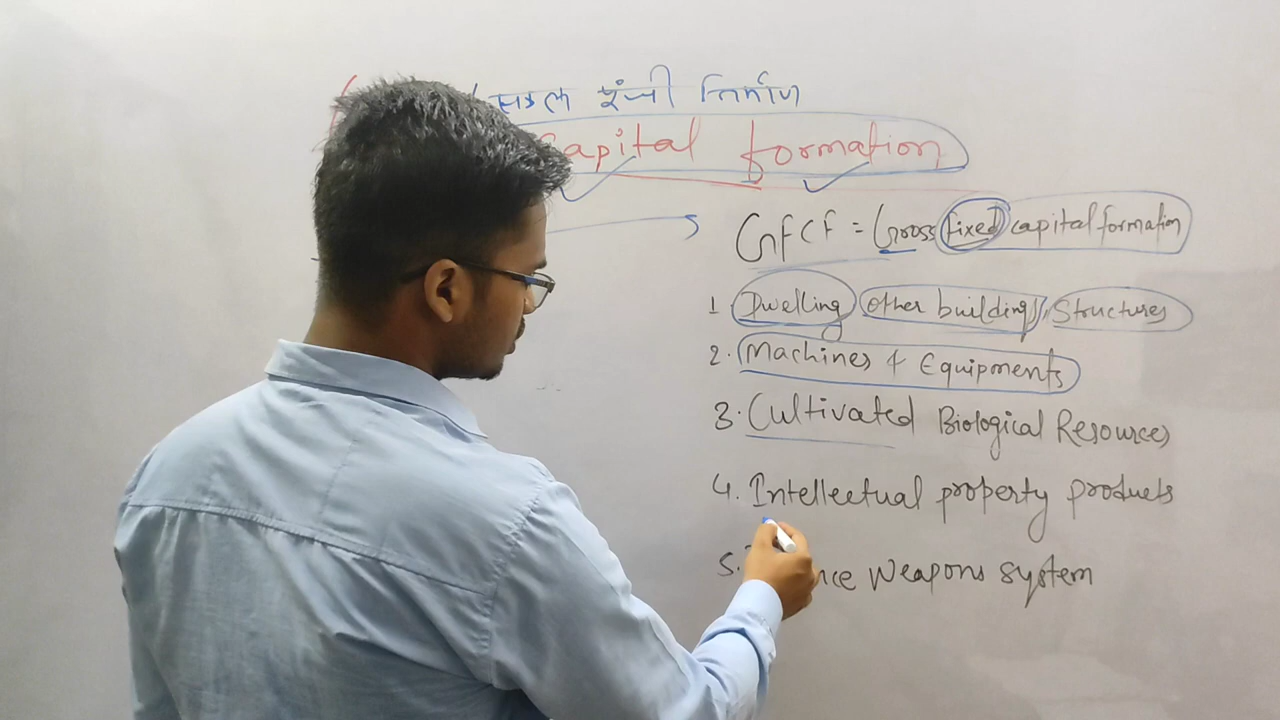 सकल पूंजी निर्माण
Capital formation
GFCF = Gross fixed capital formation
1 Dwelling, other buildings, Structures
2. Machines & Equipments
3. Cultivated Biological Resources
4. Intellectual property products
5. Weapons system